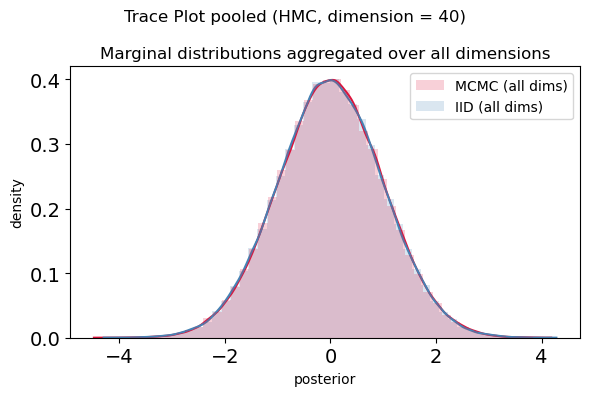 Trace Plot pooled (HMC, dimension = 40)
Marginal distributions aggregated over all dimensions
MCMC (all dims)
IID (all dims)
density
0.4
0.3
0.2
0.1
0.0
−4
−2
0
2
4
posterior